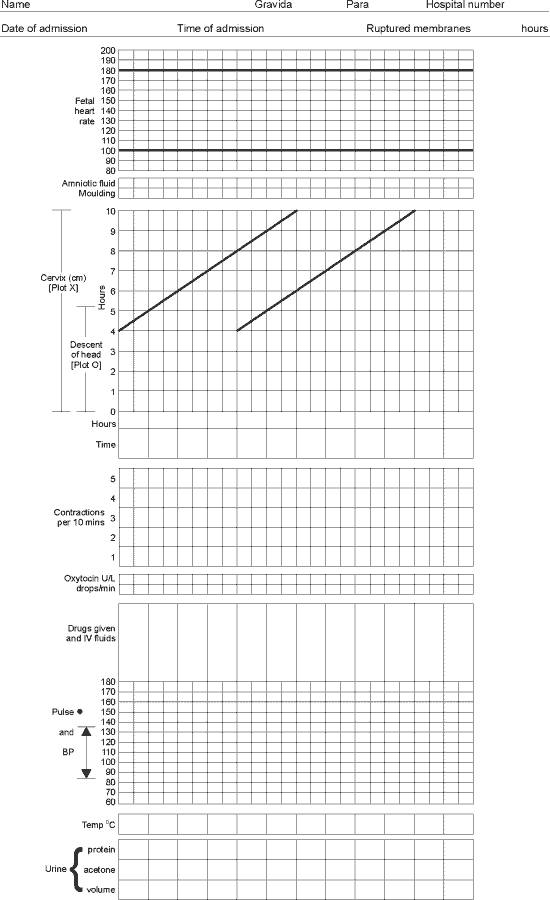 Name Gravida Para Hospital number
Date of admission Time of admission Ruptured membranes hours
200
190
180
170
160
Fetal heart rate
150
140
130
120
110
100
90
80
Amniotic fluid
Moulding
10
9
8
7
Cervix (cm)
[Plot X]
Hours
6
5
4
Descent of head
[Plot O]
3
2
1
0
Hours
Time
5
4
Contractions per 10 mins
3
2
1
Oxytocin U/L
drops/min
Drugs given
and IV fluids
180
170
160
Pulse
150
140
and
130
120
BP
110
100
90
80
70
60
Temp °C
protein
Urine acetone
volume